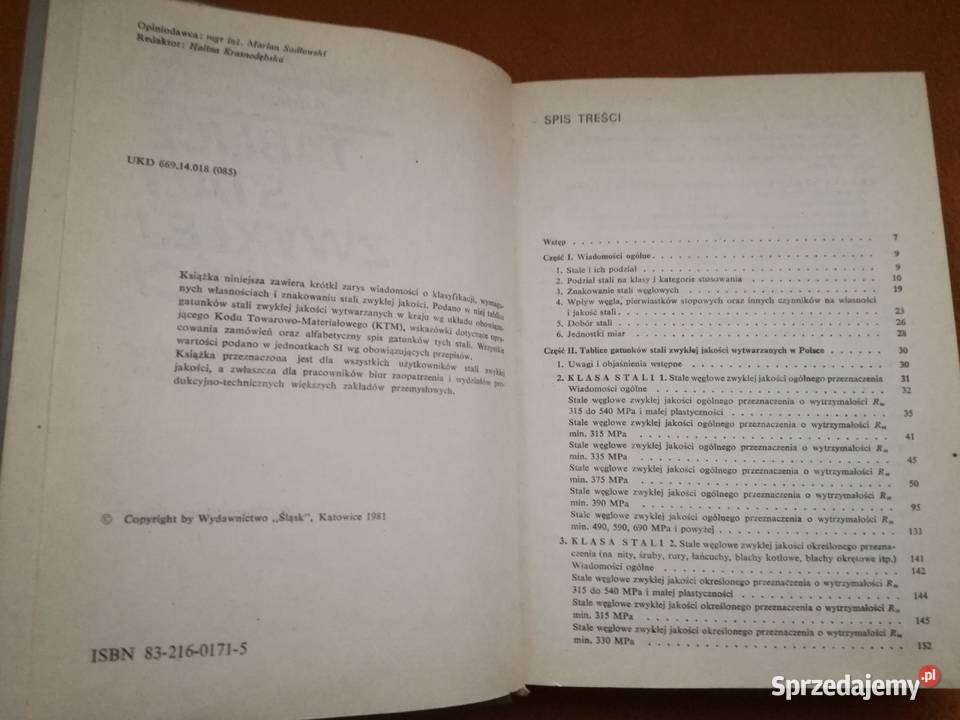 Opiniodawca: mgr inż. Marian Sadłowski
Redaktor: Halina Krasnodębska
UKD 669.14.018 (085)
Książka niniejsza zawiera krótki zarys wiadomości o klasyfikacji, wymaga-
nych własnościach i znakowaniu stali zwykłej jakości. Podano w niej tablice
gatunków stali zwykłej jakości wytwarzanych w kraju wg układu obowiązu-
jącego Kodu Towarowo-Materiałowego (KTM), wskazówki dotyczące opra-
cowania zamówień oraz alfabetyczny spis gatunków tych stali. Wszystkie
wartości podano w jednostkach SI wg obowiązujących przepisów.
Książka przeznaczona jest dla wszystkich użytkowników stali zwykłej
jakości, a zwłaszcza dla pracowników biur zaopatrzenia i wydziałów pro-
dukcyjno-technicznych większych zakładów przemysłowych.
© Copyright by Wydawnictwo „Śląsk”, Katowice 1981
ISBN 83-216-0171-5
SPIS TREŚCI
Wstęp . . . . . 7
Część I. Wiadomości ogólne . . . . . 9
1. Stale i ich podział . . . . . 9
2. Podział stali na klasy i kategorie stosowania . . . . . 10
3. Znakowanie stali węglowych . . . . . 19
4. Wpływ węgla, pierwiastków stopowych oraz innych czynników na własności
i jakość stali . . . . . 23
5. Dobór stali . . . . . 26
6. Jednostki miar . . . . . 28
Część II. Tablice gatunków stali zwykłej jakości wytwarzanych w Polsce . . 30
1. Uwagi i objaśnienia wstępne . . . . . 30
2. KLASA STALI 1. Stale węglowe zwykłej jakości ogólnego przeznaczenia 31
Wiadomości ogólne . . . . . 32
Stale węglowe zwykłej jakości ogólnego przeznaczenia o wytrzymałości Rm
315 do 540 MPa i małej plastyczności . . . . . 35
Stale węglowe zwykłej jakości ogólnego przeznaczenia o wytrzymałości Rm
min. 315 MPa . . . . . 41
Stale węglowe zwykłej jakości ogólnego przeznaczenia o wytrzymałości Rm
min. 335 MPa . . . . . 45
Stale węglowe zwykłej jakości ogólnego przeznaczenia o wytrzymałości Rm
min. 375 MPa . . . . . 50
Stale węglowe zwykłej jakości ogólnego przeznaczenia o wytrzymałości Rm
min. 390 MPa . . . . . 95
Stale węglowe zwykłej jakości ogólnego przeznaczenia o wytrzymałości Rm
min. 490, 590, 690 MPa i powyżej . . . . . 133
3. KLASA STALI 2. Stale węglowe zwykłej jakości określonego przezna-
czenia (na nity, śruby, rury, łańcuchy, blachy kotłowe, blachy okrętowe itp.) 141
Wiadomości ogólne . . . . . 142
Stale węglowe zwykłej jakości określonego przeznaczenia o wytrzymałości Rm
315 do 540 MPa i małej plastyczności . . . . . 144
Stale węglowe zwykłej jakości określonego przeznaczenia o wytrzymałości Rm
min. 315 MPa . . . . . 145
Stale węglowe zwykłej jakości określonego przeznaczenia o wytrzymałości Rm
min. 330 MPa . . . . . 152
Sprzedajemy.pl